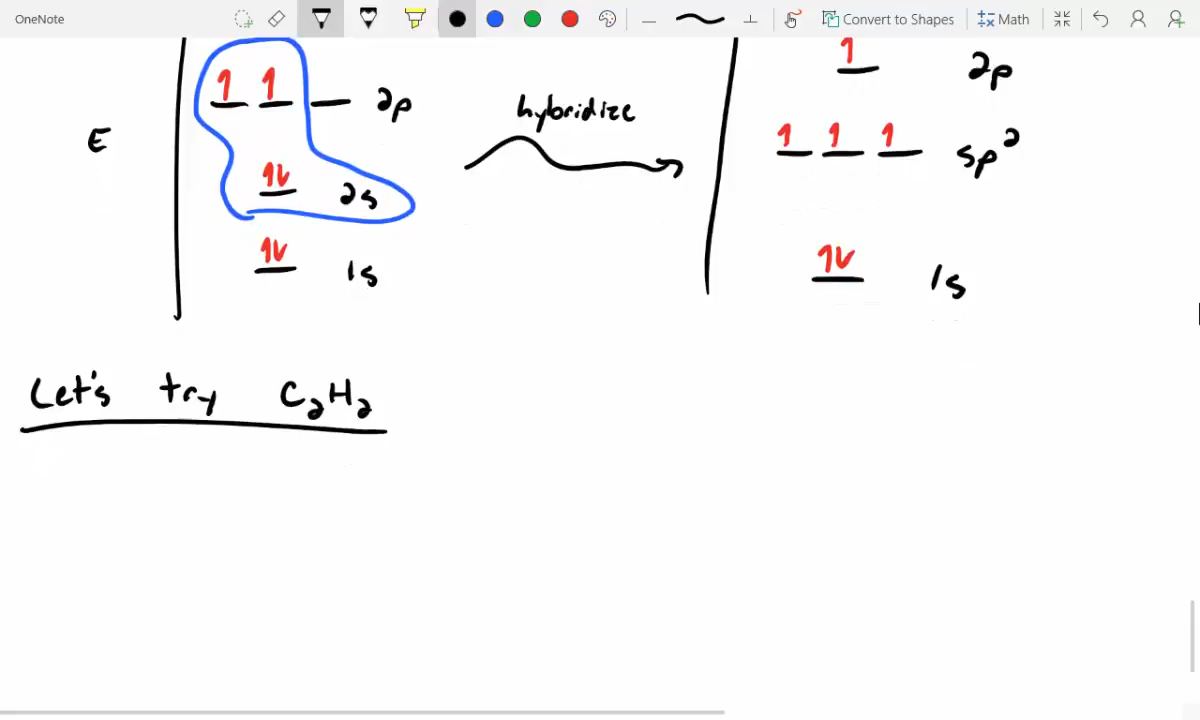 OneNote
Convert to Shapes
Math
E
2p
2s
1s
hybridize
2p
sp²
1s
Let's try C₂H₂